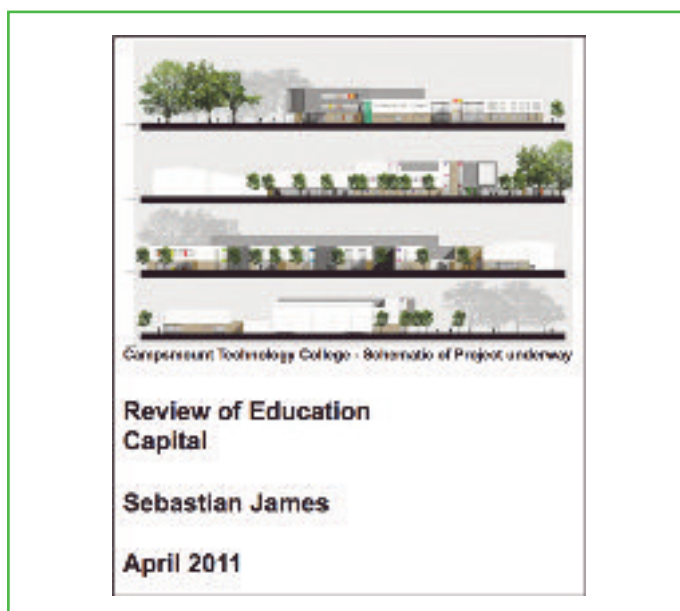 Campsmount Technology College - Schematic of Project underway
Review of Education
Capital
Sebastian James
April 2011